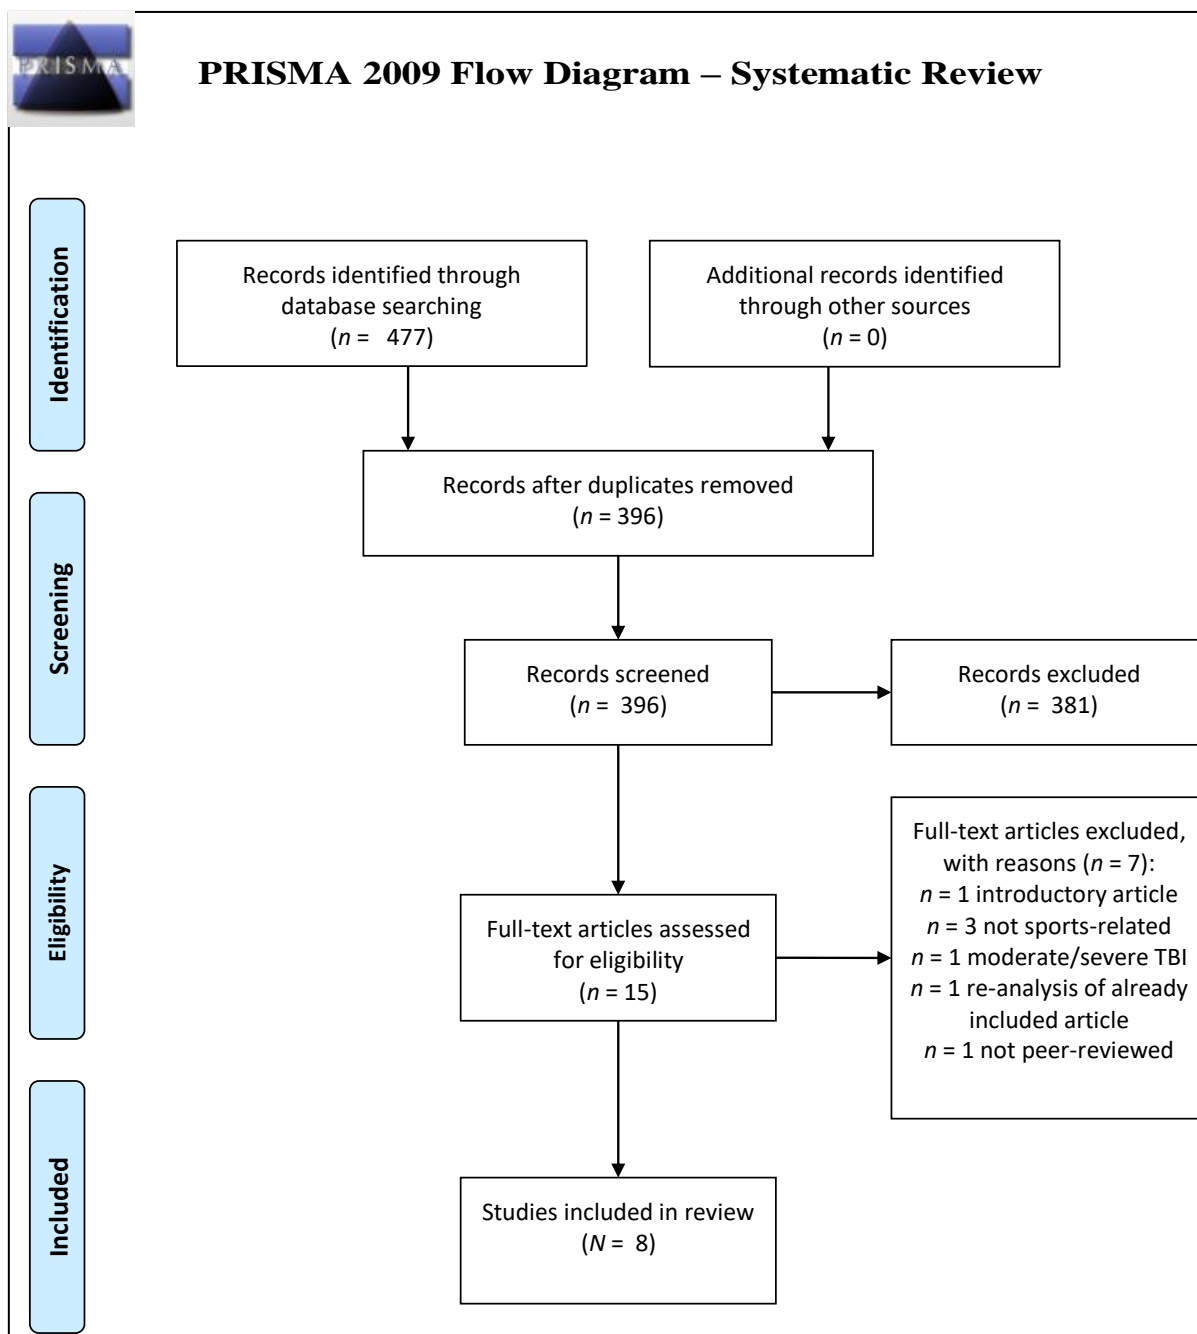 PRISMA
PRISMA 2009 Flow Diagram – Systematic Review
Identification
Records identified through
database searching
(n = 477)
Additional records identified
through other sources
(n = 0)
Records after duplicates removed
(n = 396)
Screening
Records screened
(n = 396)
Records excluded
(n = 381)
Eligibility
Full-text articles assessed
for eligibility
(n = 15)
Full-text articles excluded,
with reasons (n = 7):
n = 1 introductory article
n = 3 not sports-related
n = 1 moderate/severe TBI
n = 1 re-analysis of already
included article
n = 1 not peer-reviewed
Included
Studies included in review
(N = 8)